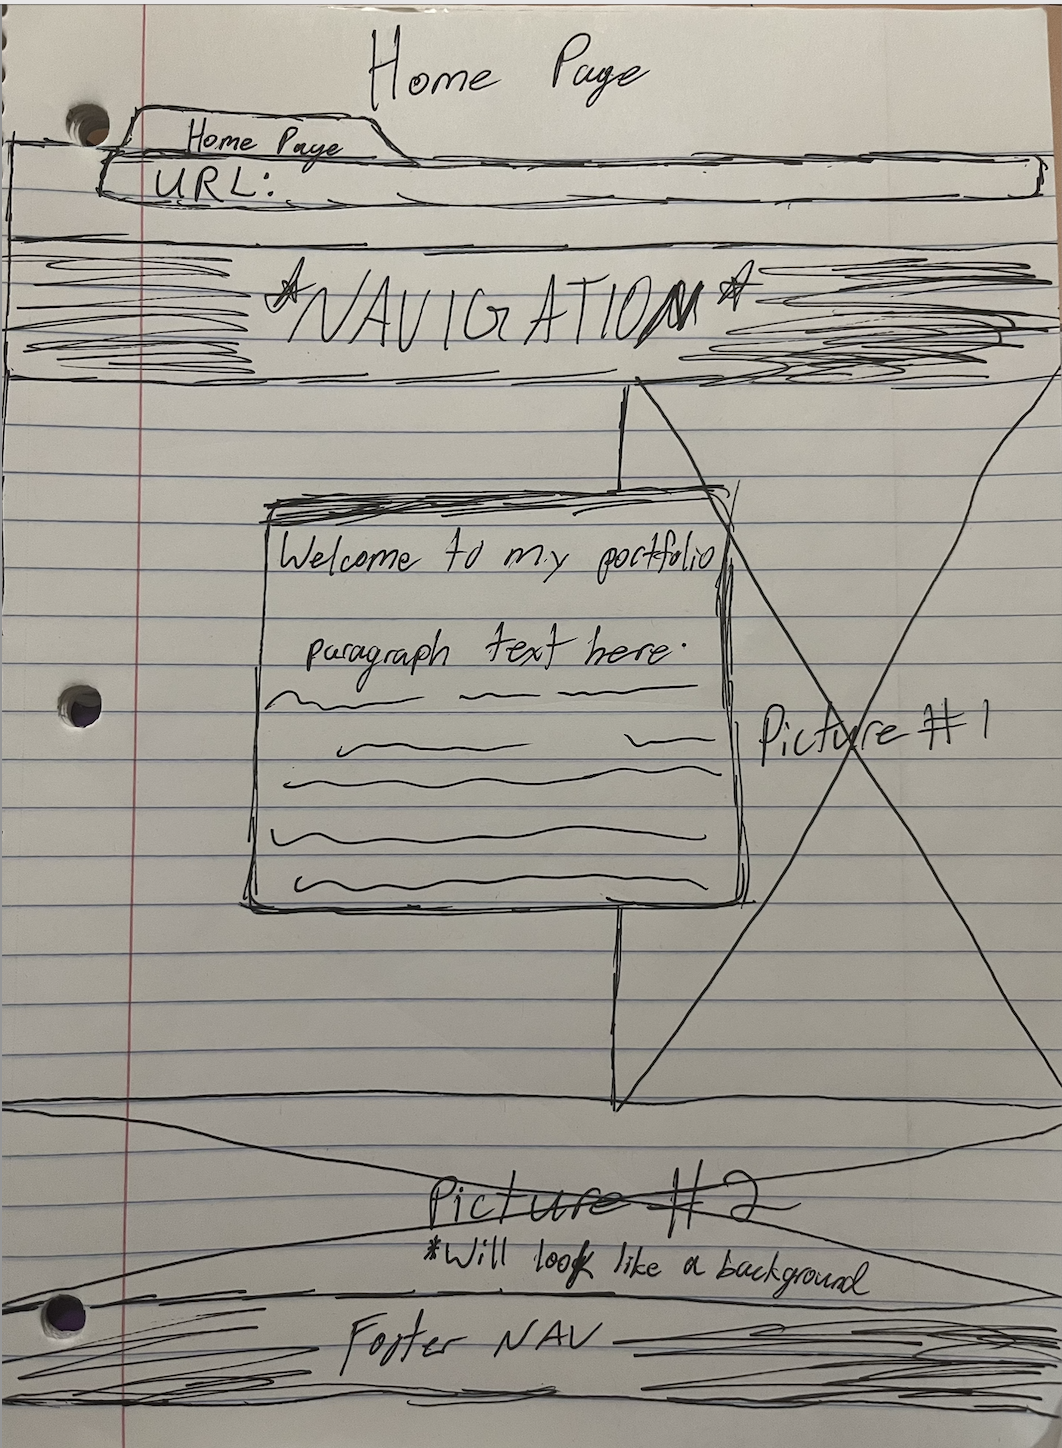 Home Page
Home Page
URL:
*NAVIGATION*
Welcome to my portfolio
paragraph text here.
Picture #1
Picture #2
*Will look like a background
Footer NAV